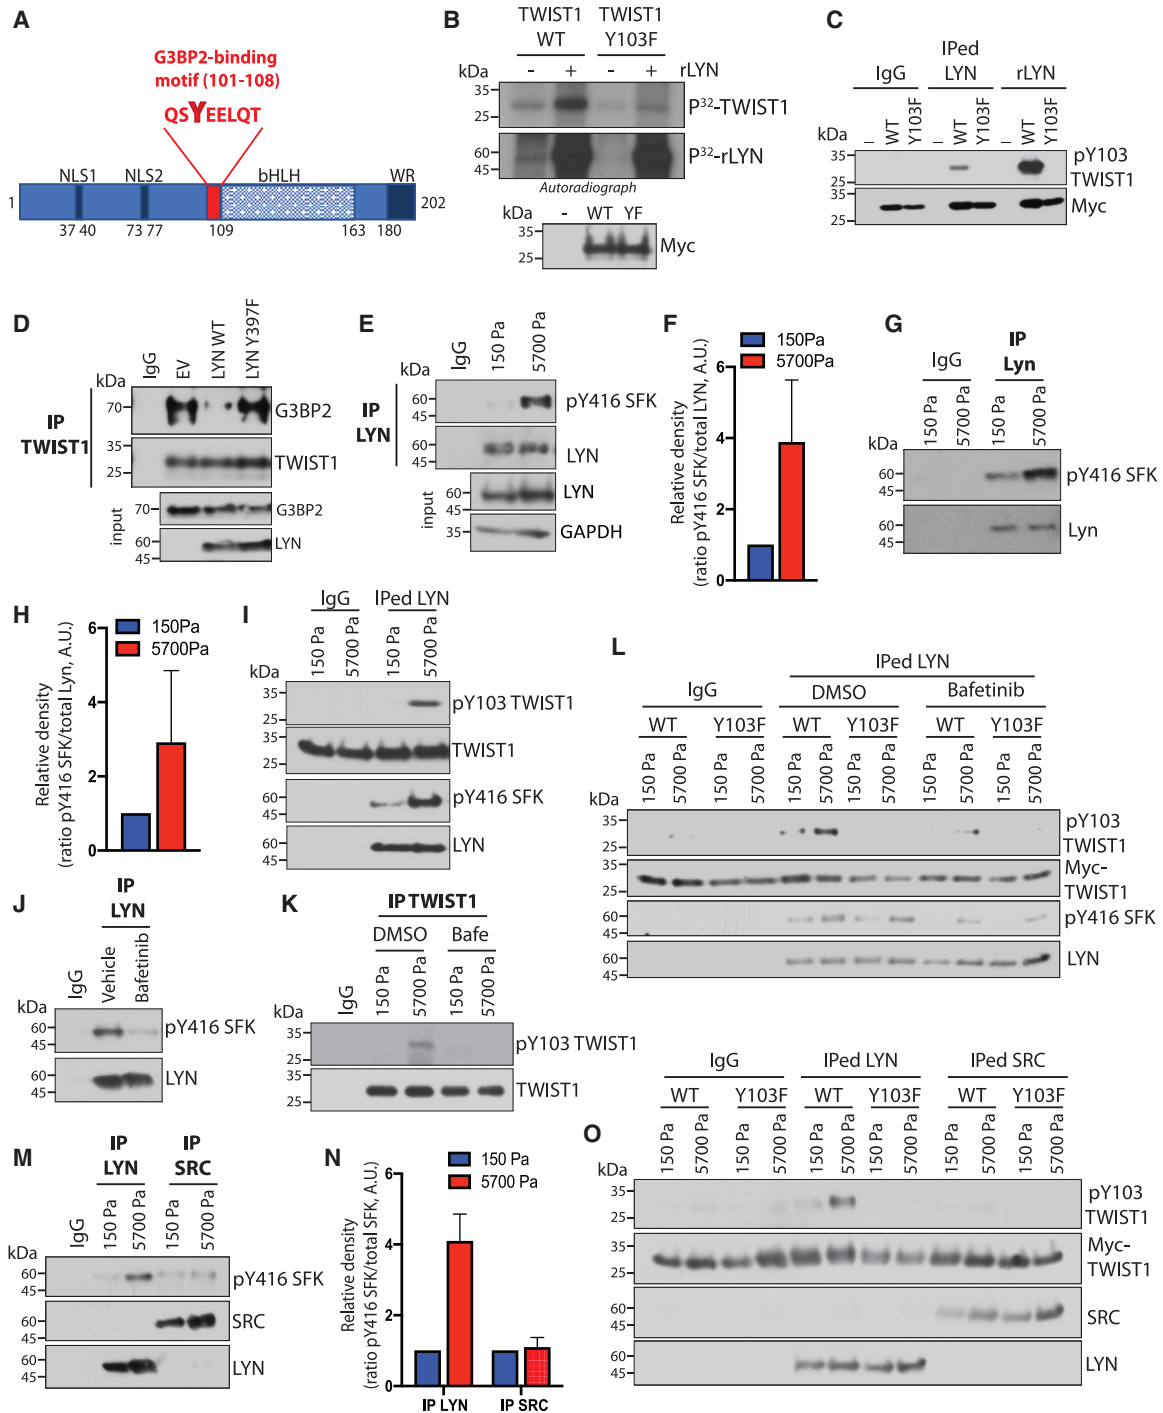 A
G3BP2-binding
motif (101-108)
QSYEELQT
NLS1 NLS2 bHLH WR
1 202
37 40 73 77 109 163 180
B
TWIST1 TWIST1
WT Y103F
kDa - + - + rLYN
35
25
P32-TWIST1
60
45
P32-rLYN
Autoradiograph
kDa - WT YF
35
25
Myc
C
IPed
IgG LYN rLYN
kDa – WT Y103F – WT Y103F – WT Y103F
35
25
pY103
TWIST1
35
25
Myc
D
IgG EV LYN WT LYN Y397F
kDa
IP
TWIST1
70
G3BP2
35
25
TWIST1
input
70
G3BP2
60
45
LYN
E
IgG 150 Pa 5700 Pa
kDa
IP
LYN
60
45
pY416 SFK
60
45
LYN
input
60
LYN
35
GAPDH
F
150Pa
5700Pa
Relative density
(ratio pY416 SFK/total LYN, A.U.)
6
4
2
0
G
IP
IgG Lyn
150 Pa 5700 Pa 150 Pa 5700 Pa
kDa
60
45
pY416 SFK
60
45
Lyn
H
150Pa
5700Pa
Relative density
(ratio pY416 SFK/total Lyn, A.U.)
6
4
2
0
I
IgG IPed LYN
150 Pa 5700 Pa 150 Pa 5700 Pa
kDa
35
25
pY103 TWIST1
35
25
TWIST1
60
45
pY416 SFK
60
45
LYN
J
IP
LYN
IgG Vehicle Bafetinib
kDa
60
45
pY416 SFK
60
45
LYN
K
IP TWIST1
DMSO Bafe
IgG 150 Pa 5700 Pa 150 Pa 5700 Pa
kDa
35
25
pY103 TWIST1
35
25
TWIST1
L
IPed LYN
IgG DMSO Bafetinib
WT Y103F WT Y103F WT Y103F
150 Pa 5700 Pa 150 Pa 5700 Pa 150 Pa 5700 Pa 150 Pa 5700 Pa 150 Pa 5700 Pa 150 Pa 5700 Pa
kDa
35
25
pY103
TWIST1
35
25
Myc-
TWIST1
60
45
pY416 SFK
60
45
LYN
M
IP IP
LYN SRC
IgG 150 Pa 5700 Pa 150 Pa 5700 Pa
kDa
60
45
pY416 SFK
60
45
SRC
60
45
LYN
N
150 Pa
5700 Pa
Relative density
(ratio pY416 SFK/total SFK, A.U.)
6
4
2
0
IP LYN IP SRC
O
IgG IPed LYN IPed SRC
WT Y103F WT Y103F WT Y103F
150 Pa 5700 Pa 150 Pa 5700 Pa 150 Pa 5700 Pa 150 Pa 5700 Pa 150 Pa 5700 Pa 150 Pa 5700 Pa
kDa
35
25
pY103
TWIST1
35
25
Myc-
TWIST1
60
45
SRC
60
45
LYN